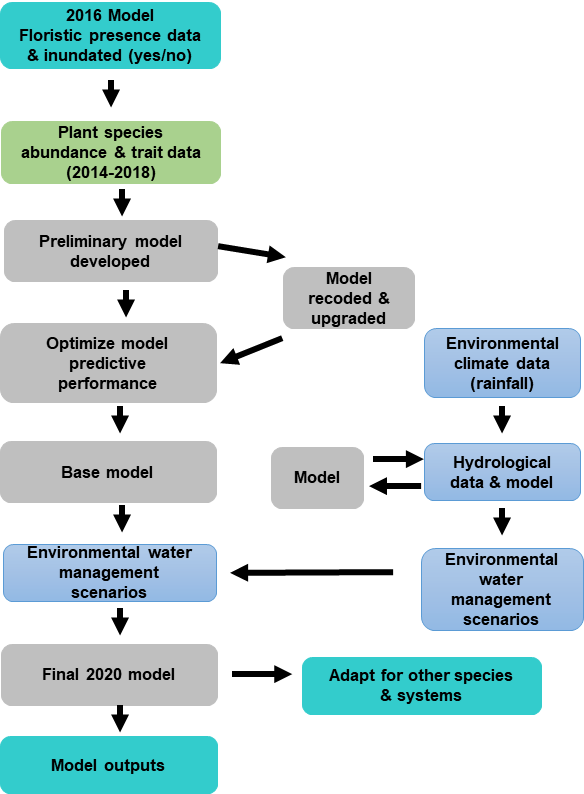 2016 Model
Floristic presence data
& inundated (yes/no)
Plant species
abundance & trait data
(2014-2018)
Preliminary model
developed
Model
recoded &
upgraded
Optimize model
predictive
performance
Environmental
climate data
(rainfall)
Base model
Model
Hydrological
data & model
Environmental water
management
scenarios
Environmental
water
management
scenarios
Final 2020 model
Adapt for other species
& systems
Model outputs